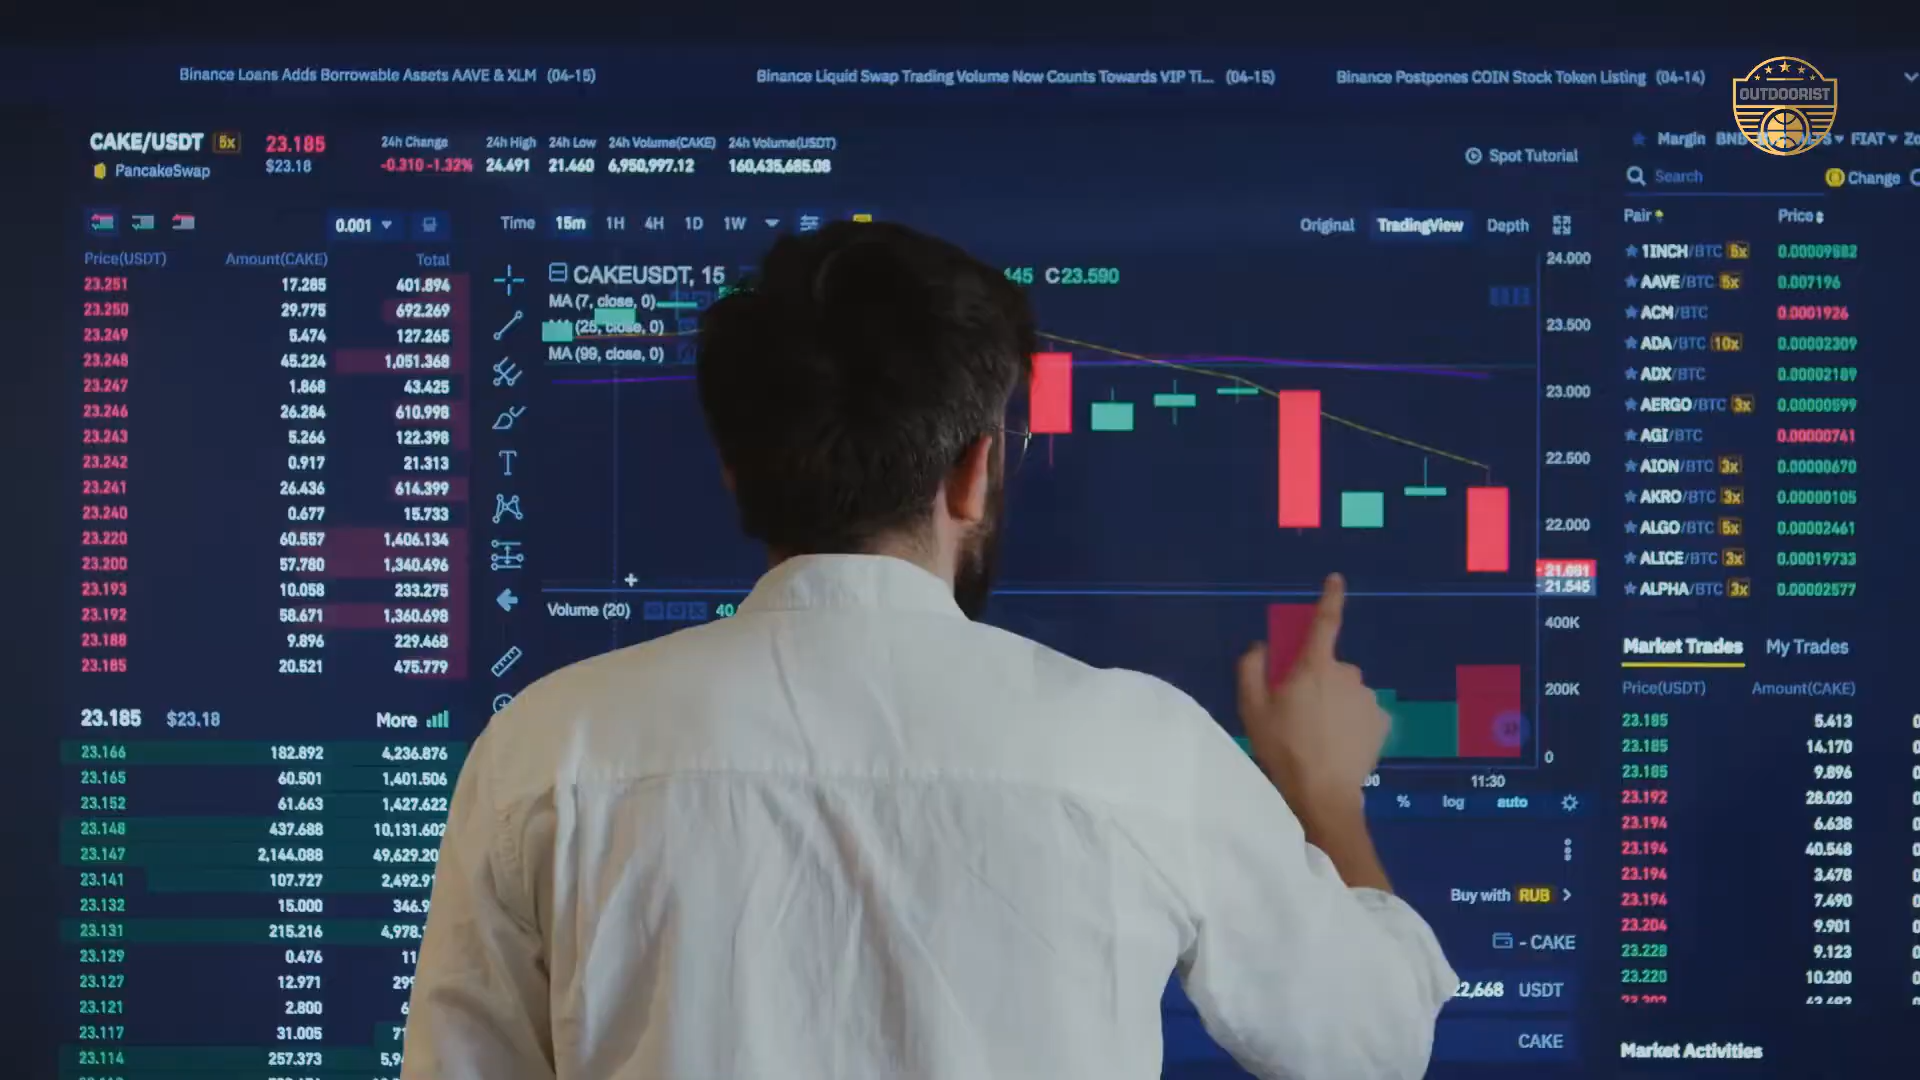 Binance Loans Adds Borrowable Assets AAVE & XLM (04-15)
Binance Liquid Swap Trading Volume Now Counts Towards VIP Ti... (04-15)
Binance Postpones COIN Stock Token Listing (04-14)
OUTDOORIST
CAKE/USDT 5x 23.185
PancakeSwap $23.18
24h Change 24h High 24h Low 24h Volume(CAKE) 24h Volume(USDT)
-0.310 -1.32% 24.491 21.460 6,950,997.12 160,435,685.08
Spot Tutorial
Margin FIAT
Search Change
0.001
Time 15m 1H 4H 1D 1W
Original TradingView Depth
Price(USDT) Amount(CAKE) Total
23.251 17.285 401.894
23.250 29.775 692.269
23.249 5.474 127.265
23.248 45.224 1,051.368
23.247 1.868 43.425
23.246 26.284 610.998
23.243 5.266 122.398
23.242 0.917 21.313
23.241 26.436 614.399
23.240 0.677 15.733
23.220 60.557 1,406.134
23.200 57.780 1,340.496
23.193 10.058 233.275
23.192 58.671 1,360.698
23.188 9.896 229.468
23.185 20.521 475.779
23.185 $23.18 More
23.166 182.892 4,236.876
23.165 60.501 1,401.506
23.152 61.663 1,427.622
23.148 437.688 10,131.602
23.147 2,144.088
23.141 107.727
23.132 15.000
23.131 215.216
23.129 0.476
23.127 12.971
23.121 2.800
23.117 31.005
23.114 257.373
CAKEUSDT, 15
C23.590
MA (7, close, 0)
(25, close, 0)
MA (99, close, 0)
24.000
23.500
23.000
22.500
22.000
21.545
Volume (20)
400K
200K
0
11:30
% log auto
Buy with RUB
- CAKE
USDT
CAKE
Pair Price
1INCH/BTC 5x 0.00009882
AAVE/BTC 5x 0.007196
ACM/BTC 0.0001926
ADA/BTC 10x 0.00002309
ADX/BTC 0.00002189
AERGO/BTC 3x 0.00000599
AGI/BTC 0.00000741
AION/BTC 3x 0.00000670
AKRO/BTC 3x 0.00000105
ALGO/BTC 5x 0.00002461
ALICE/BTC 3x 0.00019733
ALPHA/BTC 3x 0.00002577
Market Trades My Trades
Price(USDT) Amount(CAKE)
23.185 5.413
23.185 14.170
23.185 9.896
23.192 28.020
23.194 6.638
23.194 40.548
23.194 3.478
23.194 7.490
23.204 9.901
23.228 9.123
23.220 10.200
Market Activities